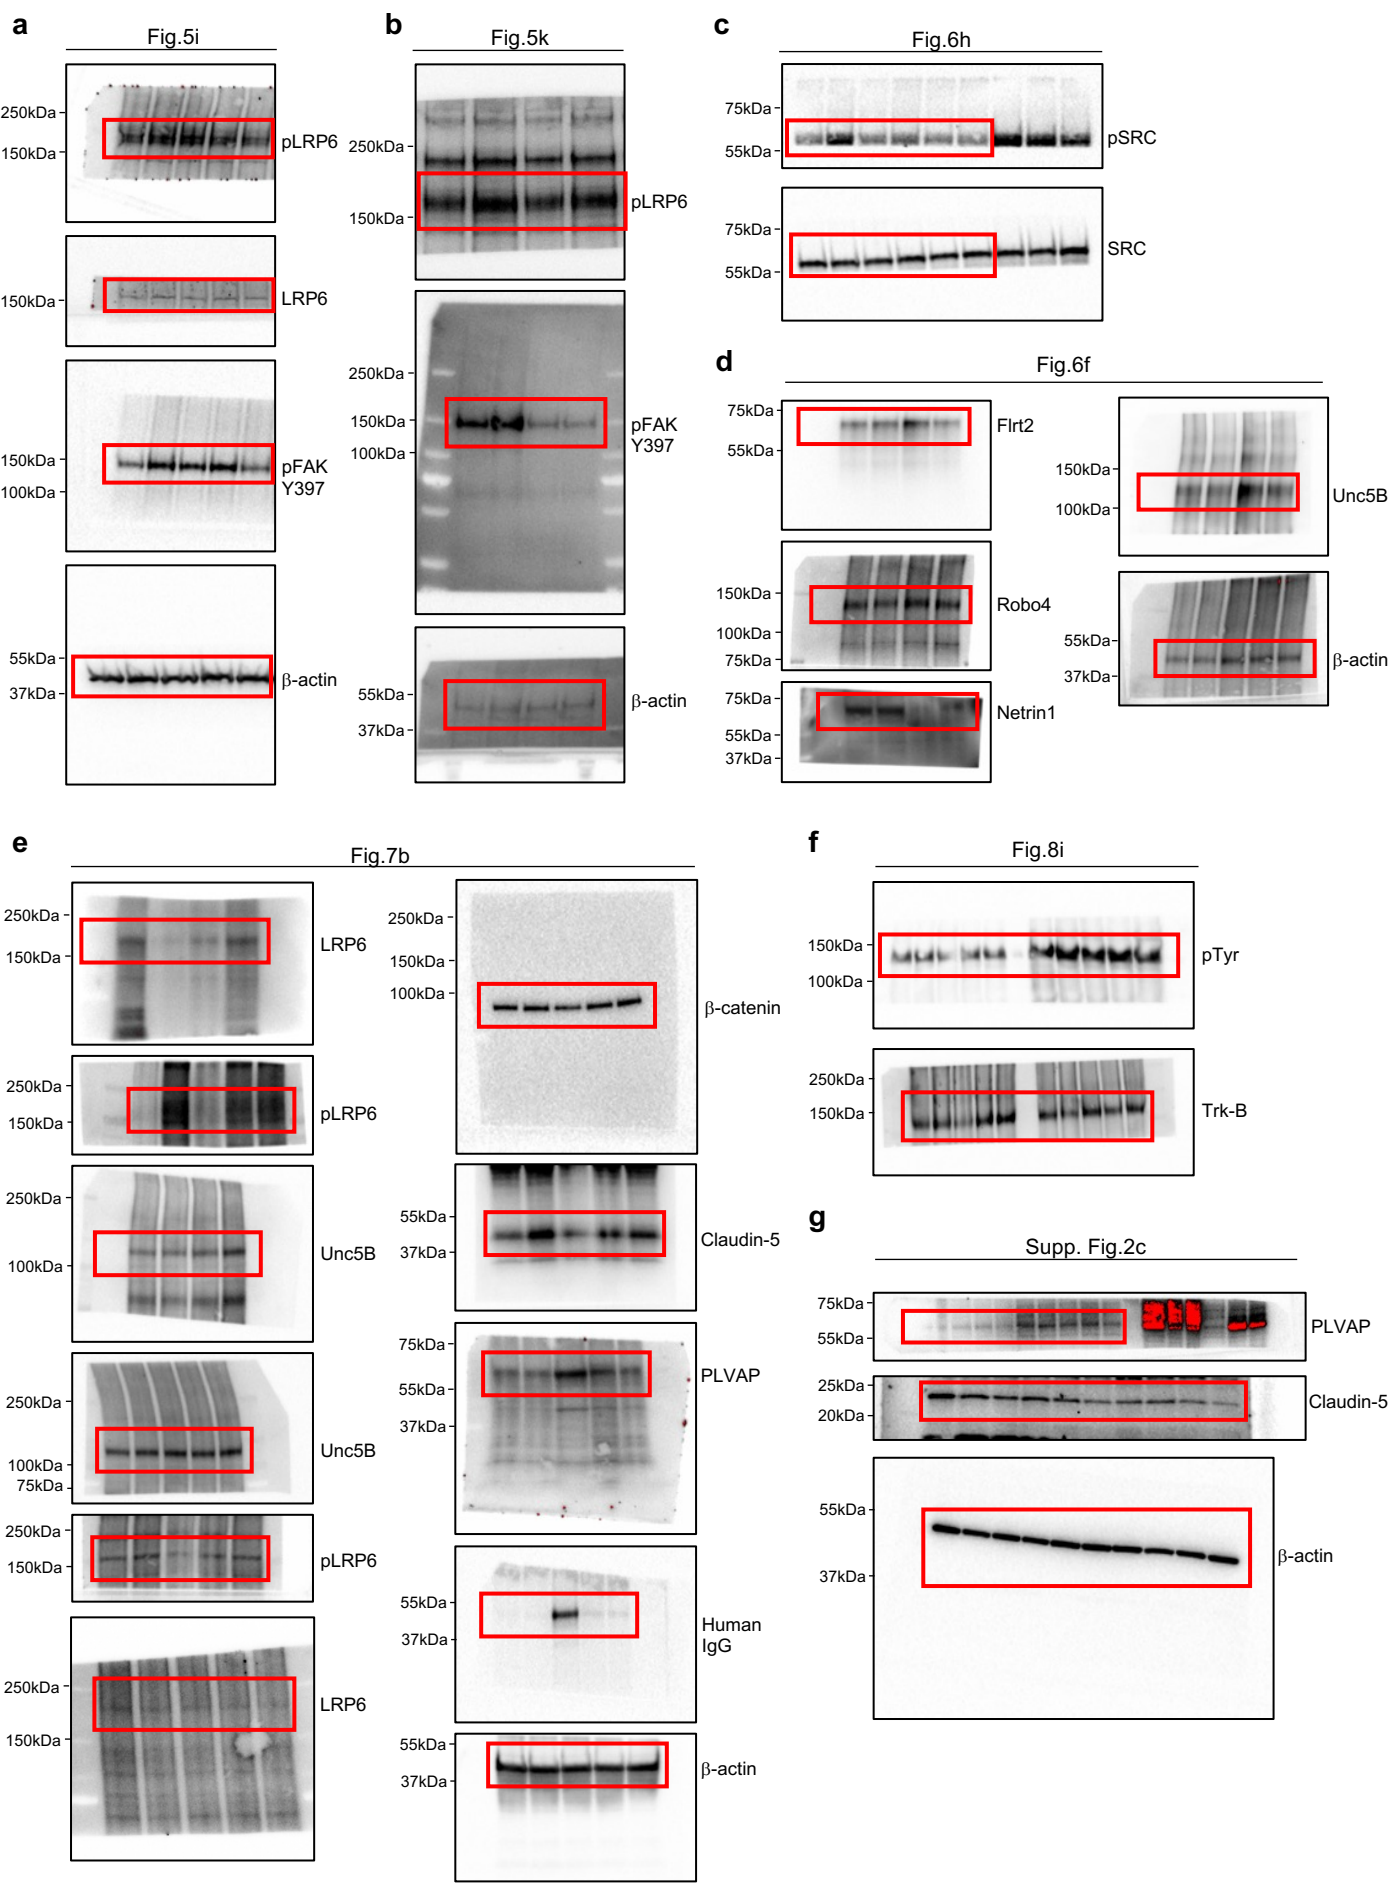 a
Fig.5i
250kDa
150kDa
pLRP6
150kDa
LRP6
150kDa
100kDa
pFAK
Y397
55kDa
37kDa
β-actin
b
Fig.5k
250kDa
150kDa
pLRP6
250kDa
150kDa
100kDa
pFAK
Y397
55kDa
37kDa
β-actin
c
Fig.6h
75kDa
55kDa
pSRC
75kDa
55kDa
SRC
d
Fig.6f
75kDa
55kDa
Flrt2
150kDa
100kDa
75kDa
Robo4
75kDa
55kDa
37kDa
Netrin1
150kDa
100kDa
Unc5B
55kDa
37kDa
β-actin
e
Fig.7b
250kDa
150kDa
LRP6
250kDa
150kDa
pLRP6
250kDa
100kDa
Unc5B
250kDa
100kDa
75kDa
Unc5B
250kDa
150kDa
pLRP6
250kDa
150kDa
LRP6
250kDa
150kDa
100kDa
β-catenin
55kDa
37kDa
Claudin-5
75kDa
55kDa
37kDa
PLVAP
55kDa
37kDa
Human
IgG
55kDa
37kDa
β-actin
f
Fig.8i
150kDa
100kDa
pTyr
250kDa
150kDa
Trk-B
g
Supp. Fig.2c
75kDa
55kDa
PLVAP
25kDa
20kDa
Claudin-5
55kDa
37kDa
β-actin